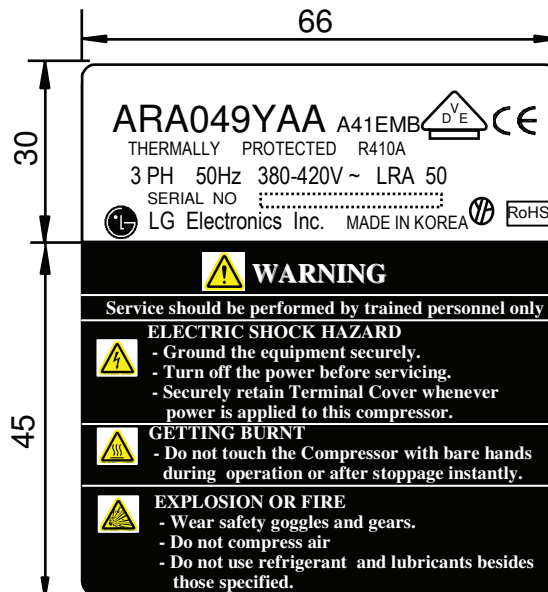 66
30
ARA049YAA A41EMB D V E CE
THERMALLY PROTECTED R410A
3 PH 50Hz 380-420V ~ LRA 50
SERIAL NO
LG Electronics Inc. MADE IN KOREA RoHS
45
WARNING
Service should be performed by trained personnel only
ELECTRIC SHOCK HAZARD
- Ground the equipment securely.
- Turn off the power before servicing.
- Securely retain Terminal Cover whenever
power is applied to this compressor.
GETTING BURNT
- Do not touch the Compressor with bare hands
during operation or after stoppage instantly.
EXPLOSION OR FIRE
- Wear safety goggles and gears.
- Do not compress air
- Do not use refrigerant and lubricants besides
those specified.